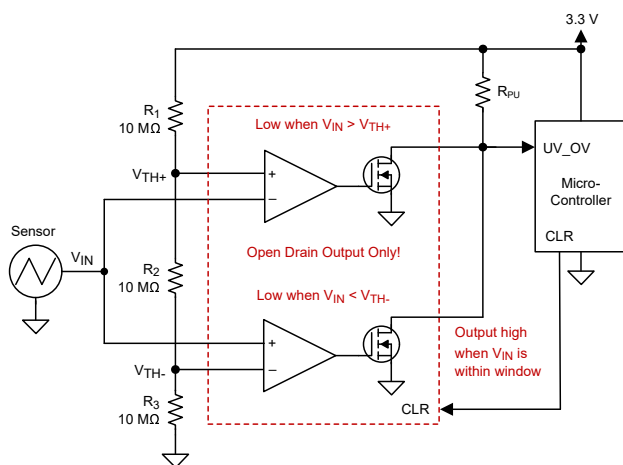 3.3 V
R1
10 MΩ
RPU
Low when VIN > VTH+
UV_OV
Micro-
Controller
CLR
VTH+
+
−
Sensor
VIN
R2
10 MΩ
Open Drain Output Only!
Low when VIN < VTH-
+
−
Output high
when VIN is
within window
VTH-
R3
10 MΩ
CLR